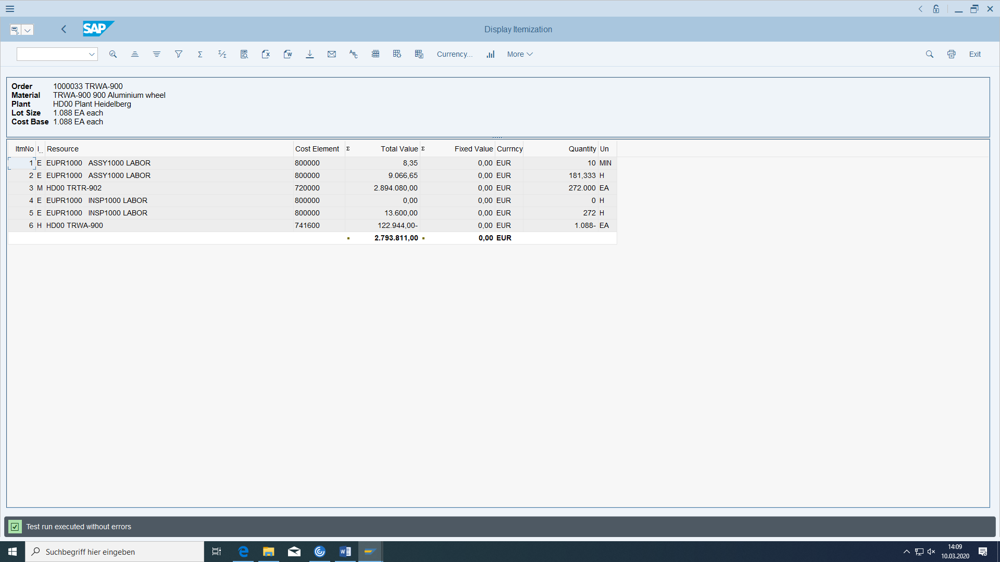 SAP
Display Itemization
Currency...
More
Exit
Order 1000033 TRWA-900
Material TRWA-900 900 Aluminium wheel
Plant HD00 Plant Heidelberg
Lot Size 1.088 EA each
Cost Base 1.088 EA each
ItmNo I... Resource Cost Element Σ Total Value Σ Fixed Value Currncy Quantity Un
1 E EUPR1000 ASSY1000 LABOR 800000 8,35 0,00 EUR 10 MIN
2 E EUPR1000 ASSY1000 LABOR 800000 9.066,65 0,00 EUR 181,333 H
3 M HD00 TRTR-902 720000 2.894.080,00 0,00 EUR 272.000 EA
4 E EUPR1000 INSP1000 LABOR 800000 0,00 0,00 EUR 0 H
5 E EUPR1000 INSP1000 LABOR 800000 13.600,00 0,00 EUR 272 H
6 H HD00 TRWA-900 741600 122.944,00- 0,00 EUR 1.088- EA
2.793.811,00 0,00 EUR
Test run executed without errors
Suchbegriff hier eingeben
14:09
10.03.2020